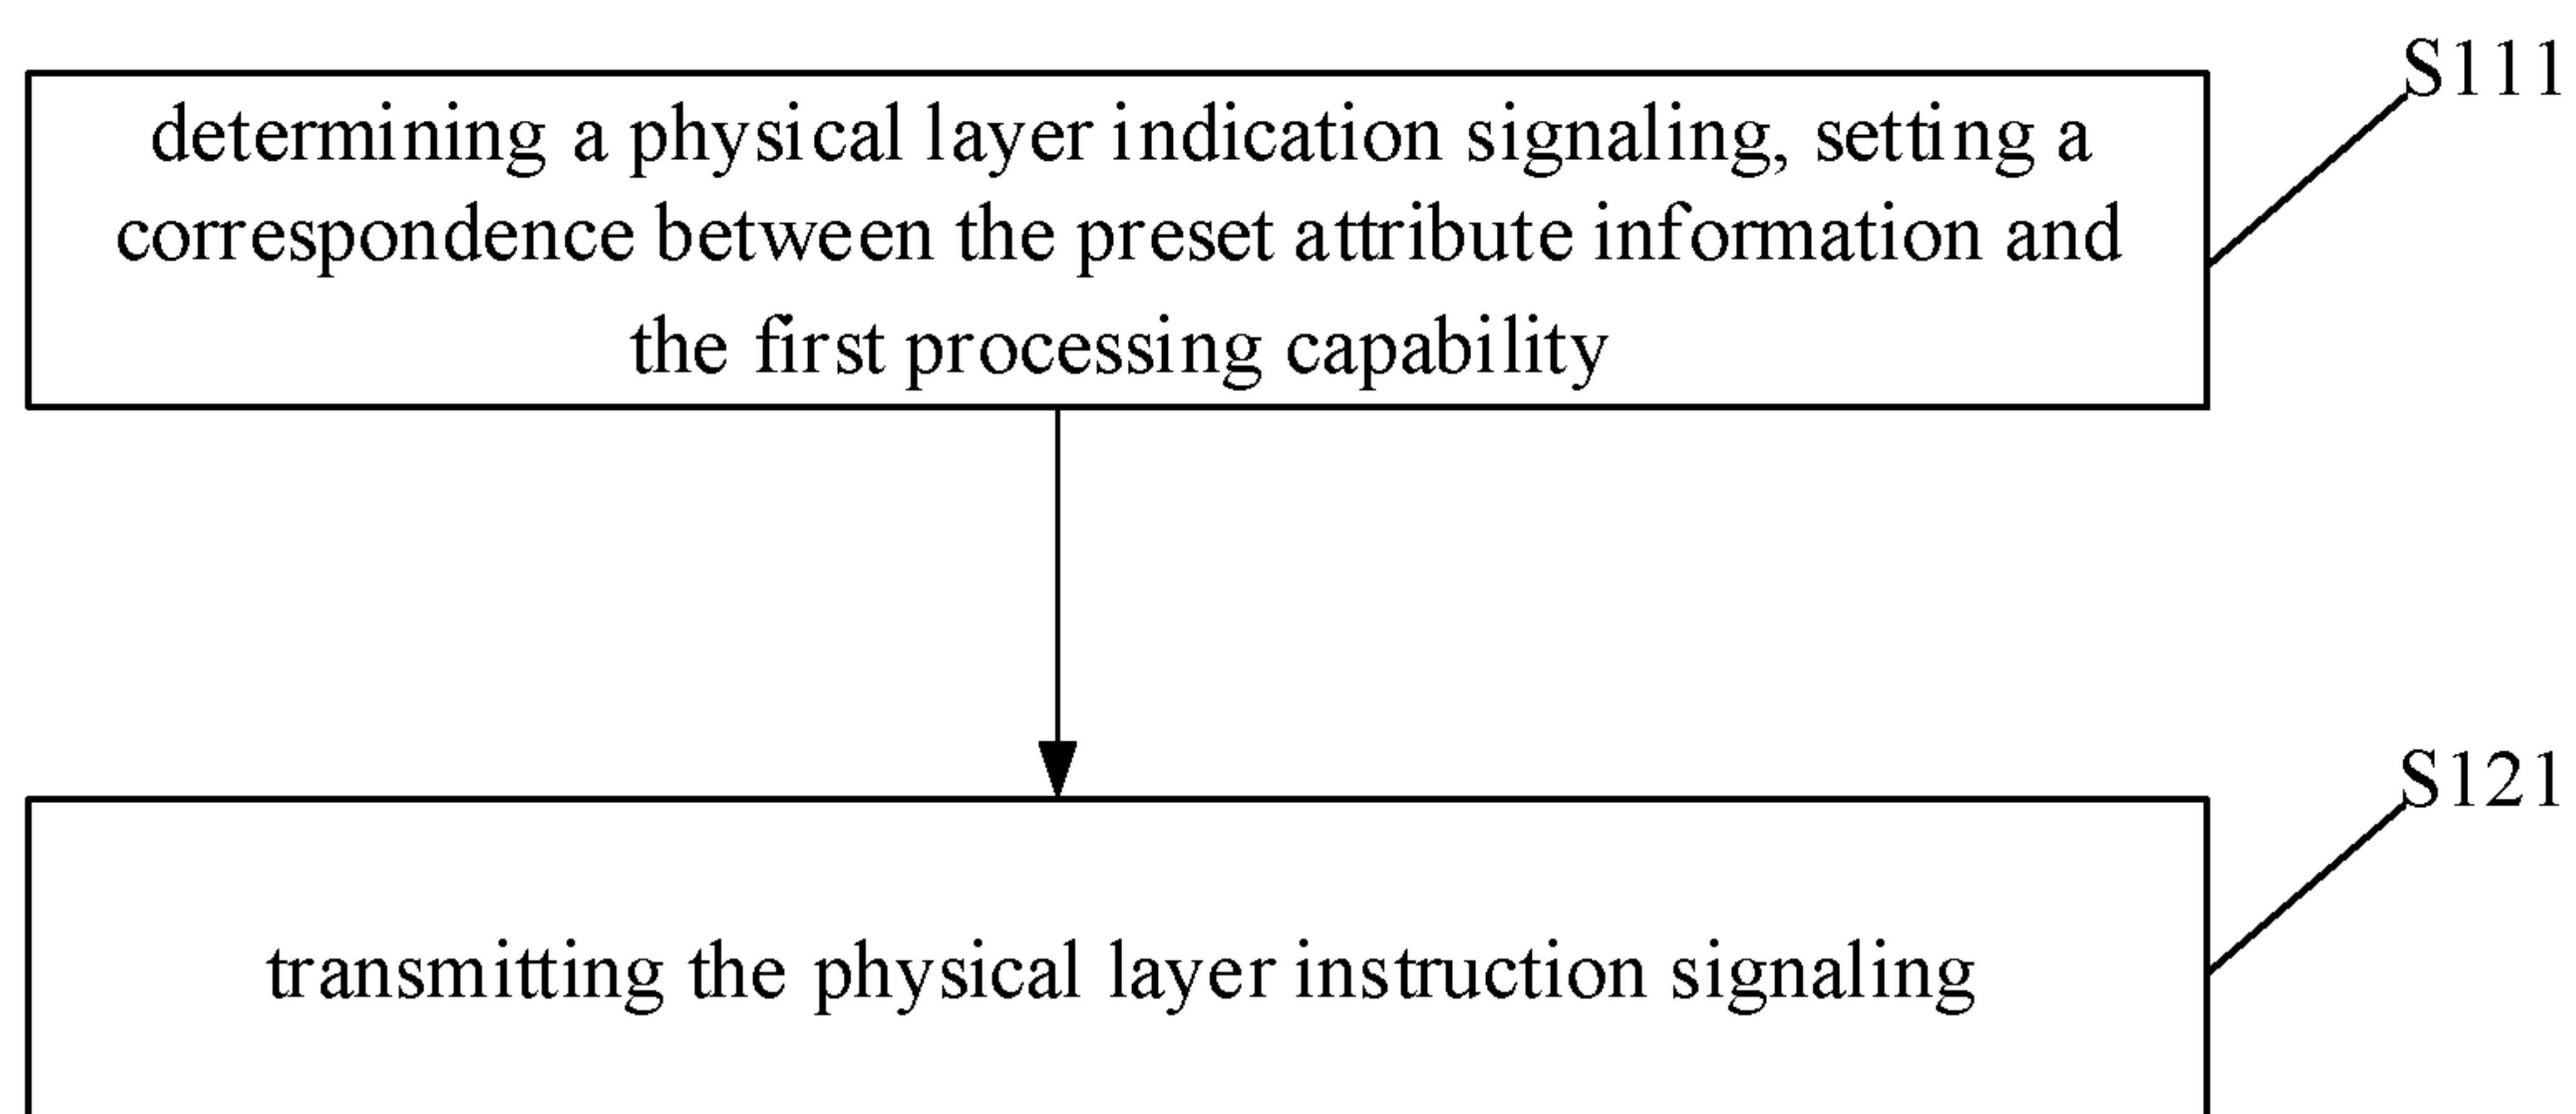 S111
determining a physical layer indication signaling, setting a
correspondence between the preset attribute information and
the first processing capability
S121
transmitting the physical layer instruction signaling